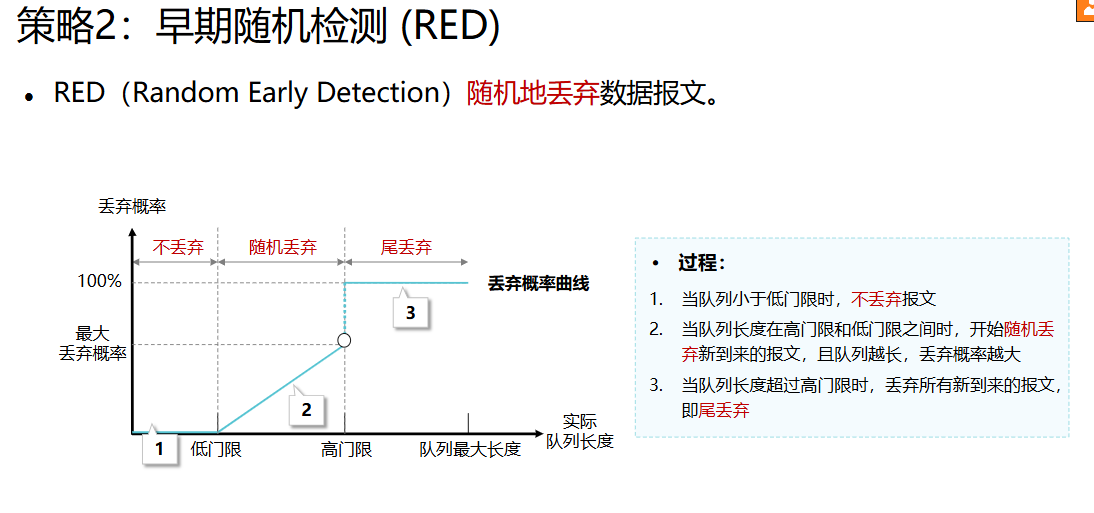 策略2：早期随机检测 (RED)
● RED（Random Early Detection）随机地丢弃数据报文。
丢弃概率
不丢弃
随机丢弃
尾丢弃
100%
丢弃概率曲线
3
最大
丢弃概率
2
1
低门限
高门限
队列最大长度
实际
队列长度
• 过程：
1. 当队列小于低门限时，不丢弃报文
2. 当队列长度在高门限和低门限之间时，开始随机丢
弃新到来的报文，且队列越长，丢弃概率越大
3. 当队列长度超过高门限时，丢弃所有新到来的报文，
即尾丢弃